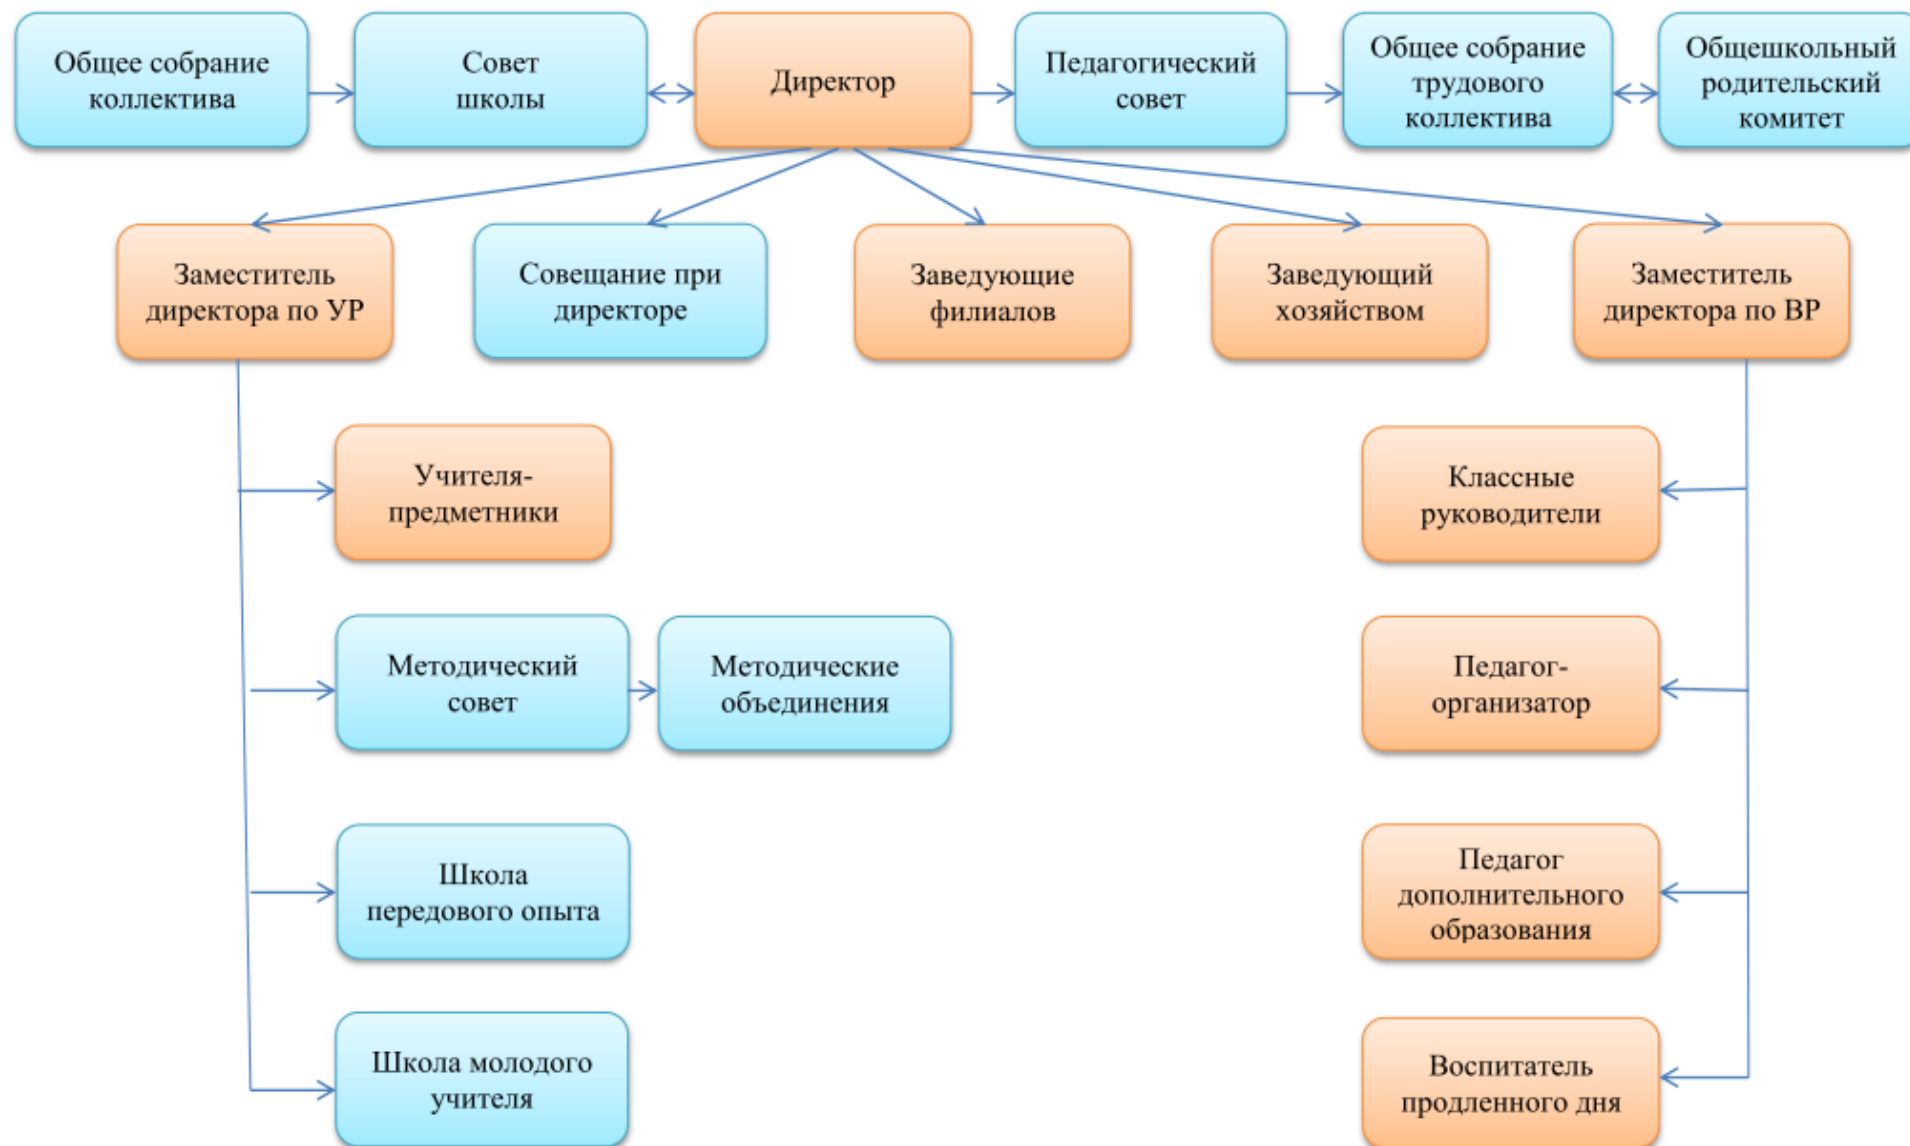 Общее собрание
коллектива
Совет
школы
Директор
Педагогический
совет
Общее собрание
трудового
коллектива
Общешкольный
родительский
комитет
Заместитель
директора по УР
Совещание при
директоре
Заведующие
филиалов
Заведующий
хозяйством
Заместитель
директора по ВР
Учителя-
предметники
Классные
руководители
Методический
совет
Методические
объединения
Педагог-
организатор
Школа
передового опыта
Педагог
дополнительного
образования
Школа молодого
учителя
Воспитатель
продленного дня